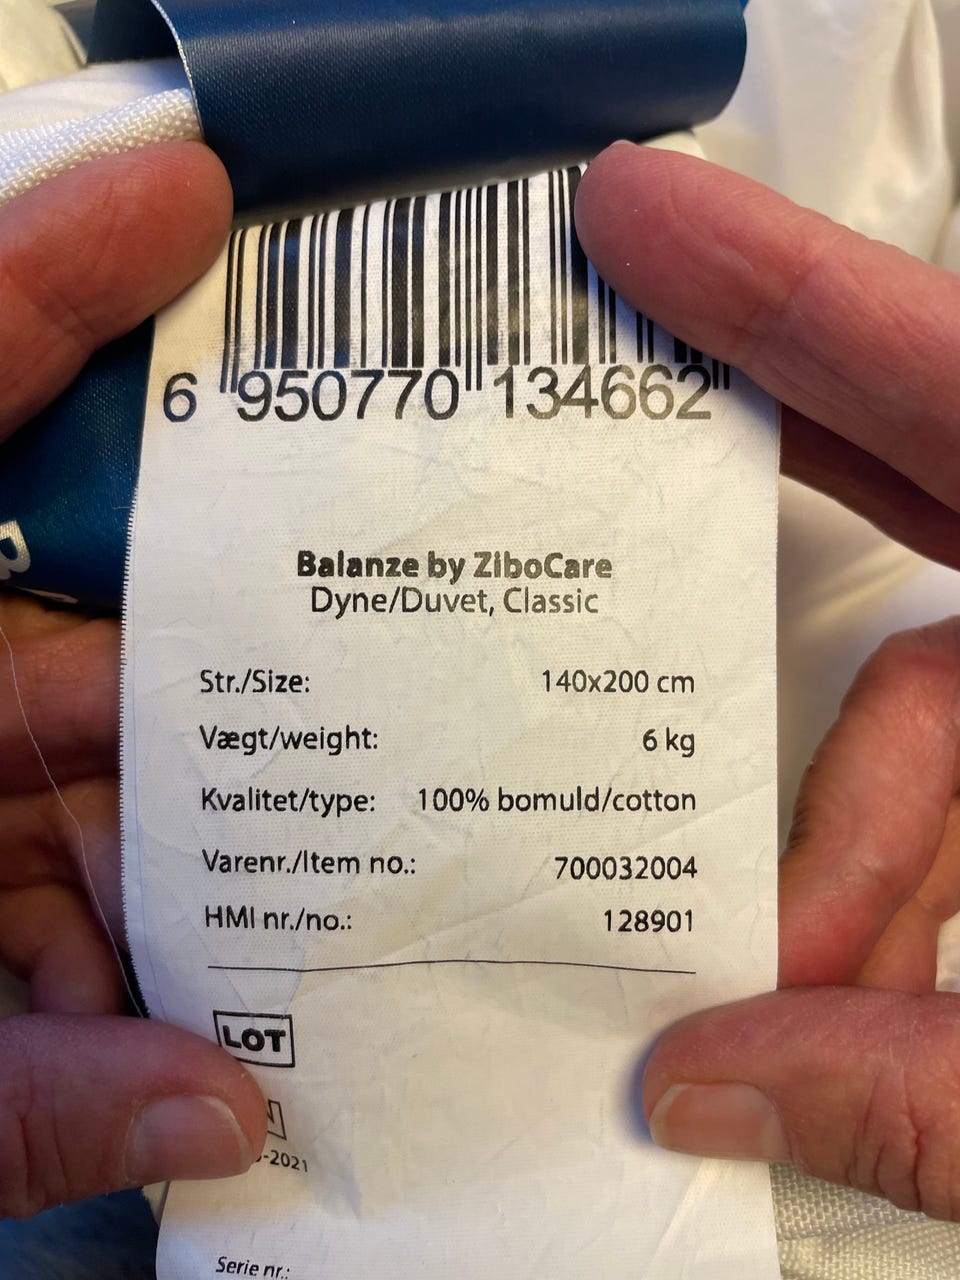 6 950770 134662
Balanze by ZiboCare
Dyne/Duvet, Classic
Str./Size: 140x200 cm
Vægt/weight: 6 kg
Kvalitet/type: 100% bomuld/cotton
Varenr./Item no.: 700032004
HMI nr./no.: 128901
LOT
-2021
Serie nr.: